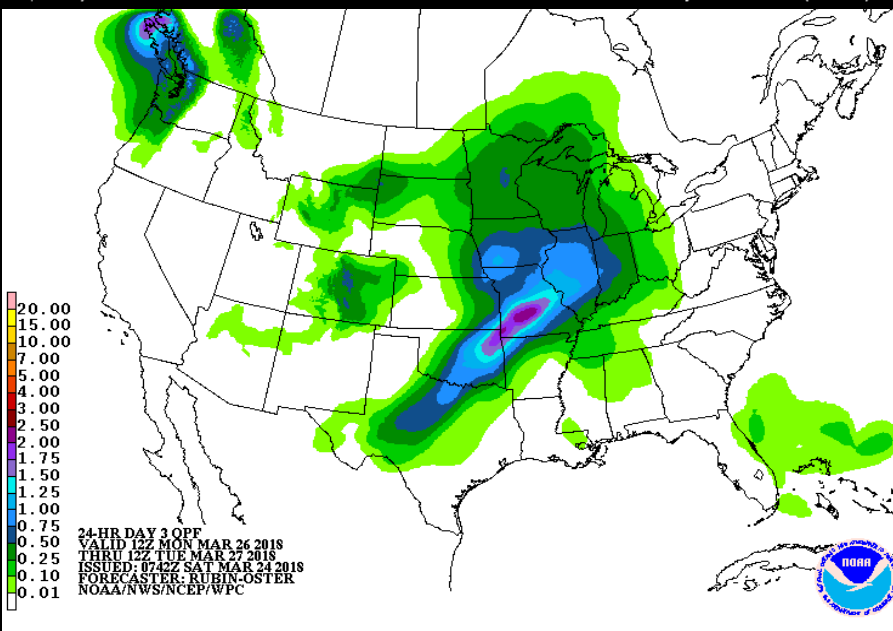 20.00
15.00
10.00
7.00
5.00
4.00
3.00
2.50
2.00
1.75
1.50
1.25
1.00
0.75
0.50
0.25
0.10
0.01
24-HR DAY 3 QPF
VALID 12Z MON MAR 26 2018
THRU 12Z TUE MAR 27 2018
ISSUED: 0742Z SAT MAR 24 2018
FORECASTER: RUBIN-OSTER
NOAA/NWS/NCEP/WPC
NOAA